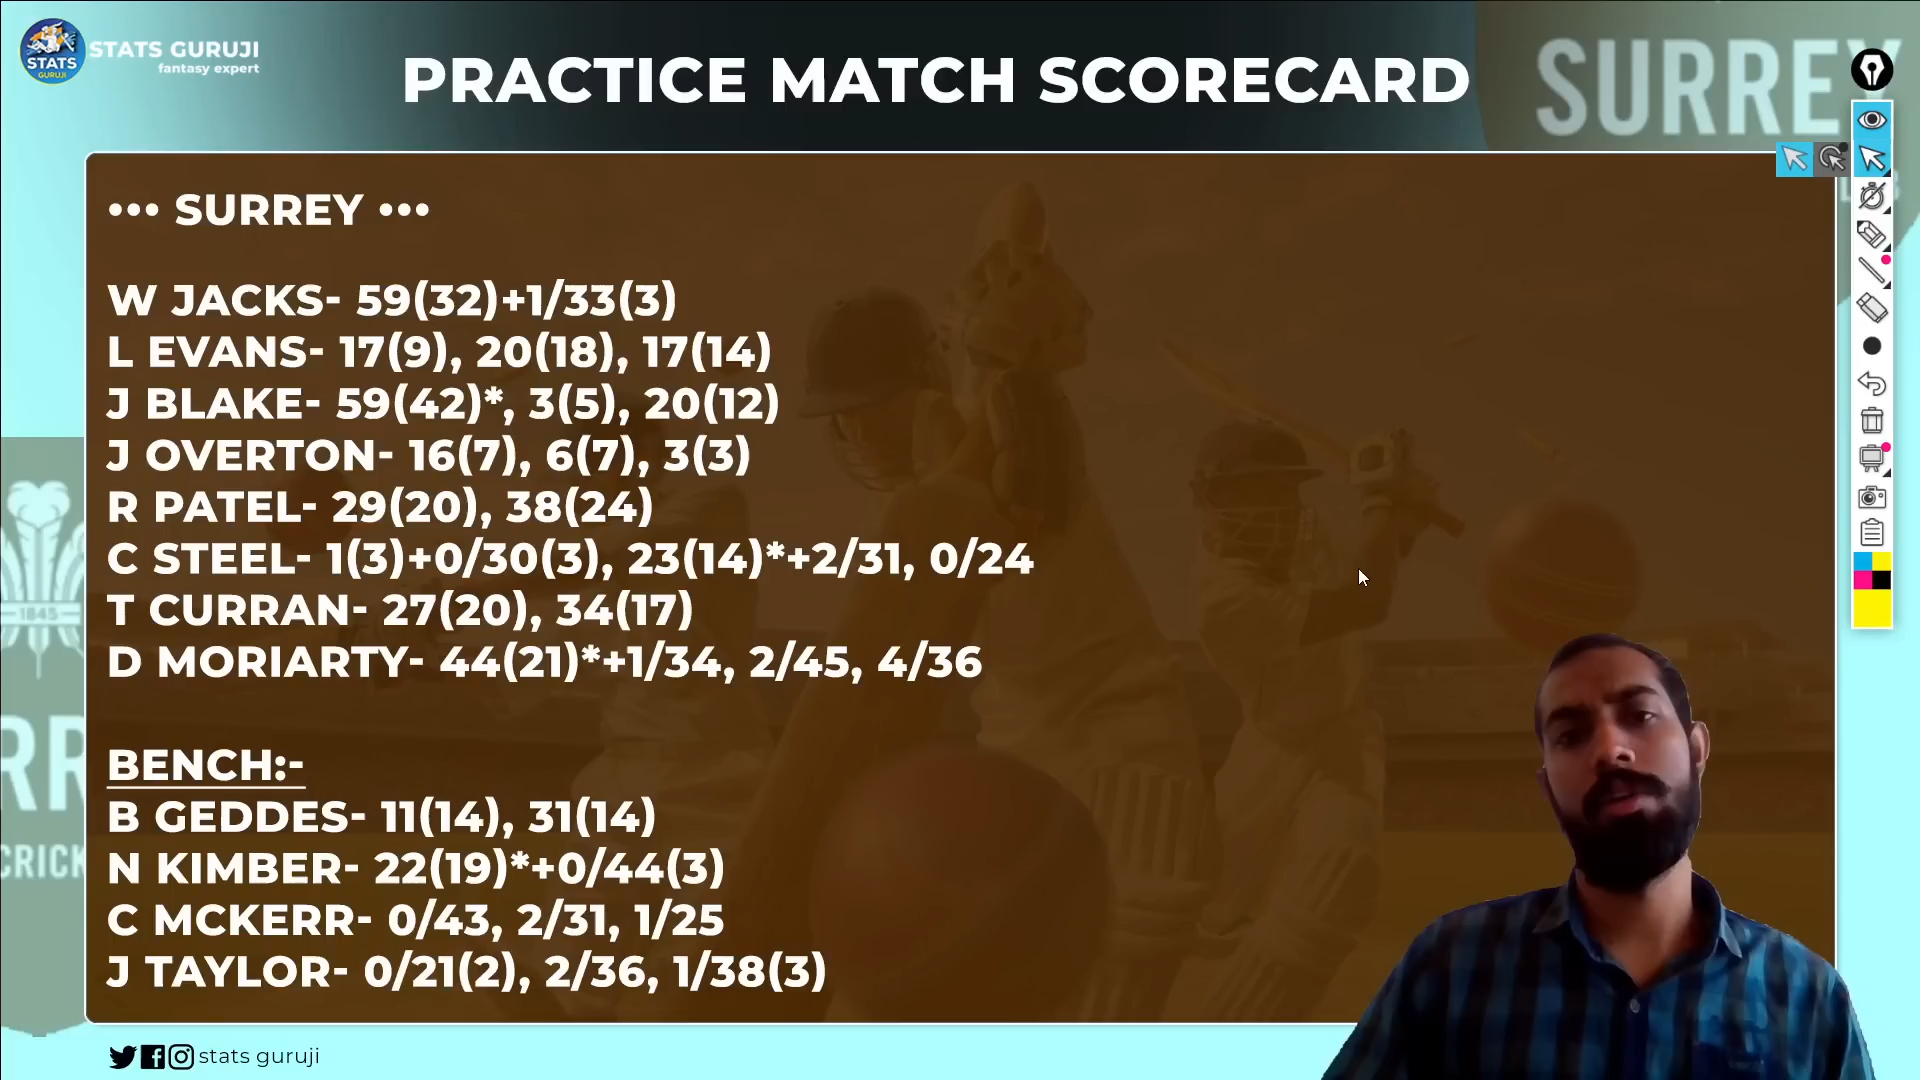 STATS GURUJI
fantasy expert
STATS
GURUJI
PRACTICE MATCH SCORECARD
SURREY
••• SURREY •••
W JACKS- 59(32)+1/33(3)
L EVANS- 17(9), 20(18), 17(14)
J BLAKE- 59(42)*, 3(5), 20(12)
J OVERTON- 16(7), 6(7), 3(3)
R PATEL- 29(20), 38(24)
C STEEL- 1(3)+0/30(3), 23(14)*+2/31, 0/24
T CURRAN- 27(20), 34(17)
D MORIARTY- 44(21)*+1/34, 2/45, 4/36
BENCH:-
B GEDDES- 11(14), 31(14)
N KIMBER- 22(19)*+0/44(3)
C MCKERR- 0/43, 2/31, 1/25
J TAYLOR- 0/21(2), 2/36, 1/38(3)
1845
RR
CRICK
stats guruji